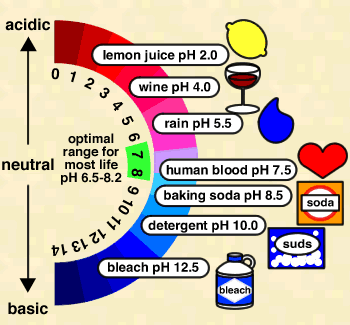 acidic
lemon juice pH 2.0
wine pH 4.0
rain pH 5.5
0
1
2
3
4
5
6
7
8
9
10
11
12
13
14
optimal
range for
most life
pH 6.5-8.2
neutral
human blood pH 7.5
baking soda pH 8.5
soda
detergent pH 10.0
suds
bleach pH 12.5
bleach
basic